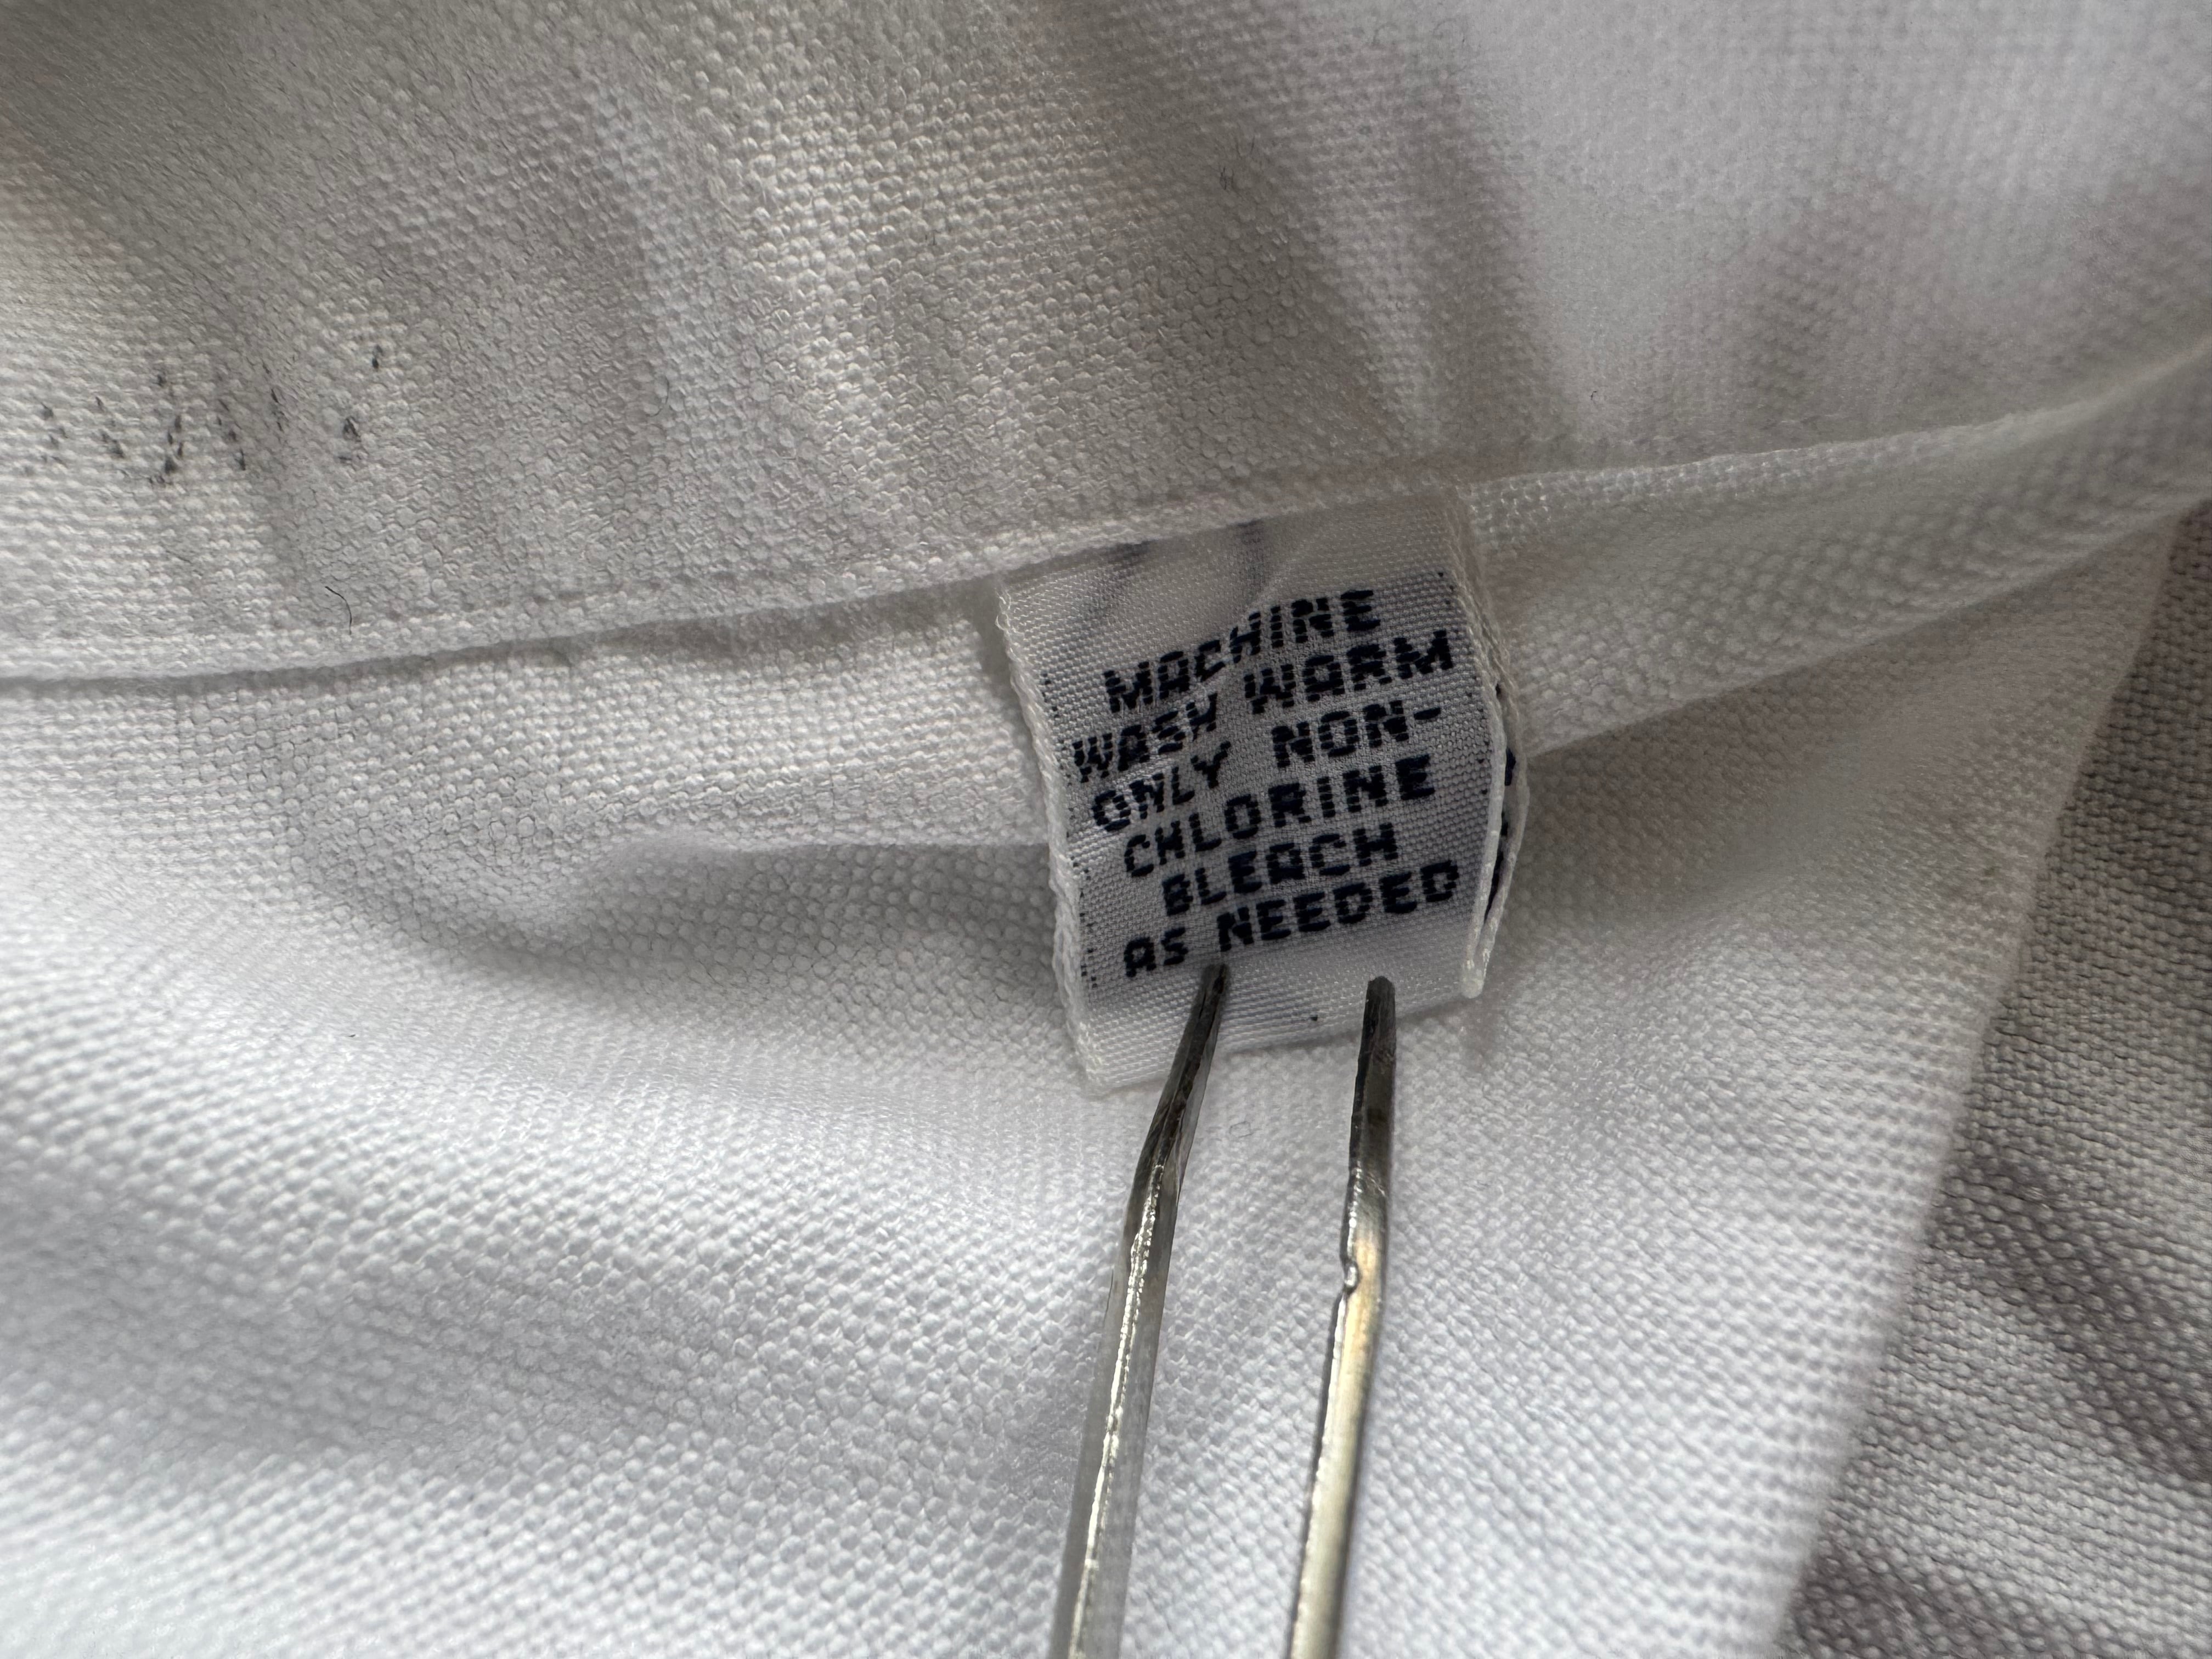 MACHINE
WASH WARM
ONLY NON-
CHLORINE
BLEACH
AS NEEDED